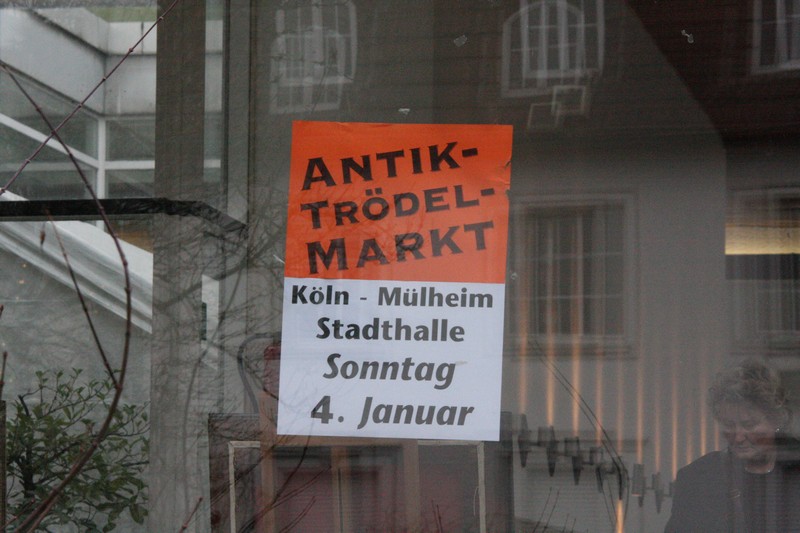 ANTIK-
TRÖDEL-
MARKT
Köln - Mülheim
Stadthalle
Sonntag
4. Januar